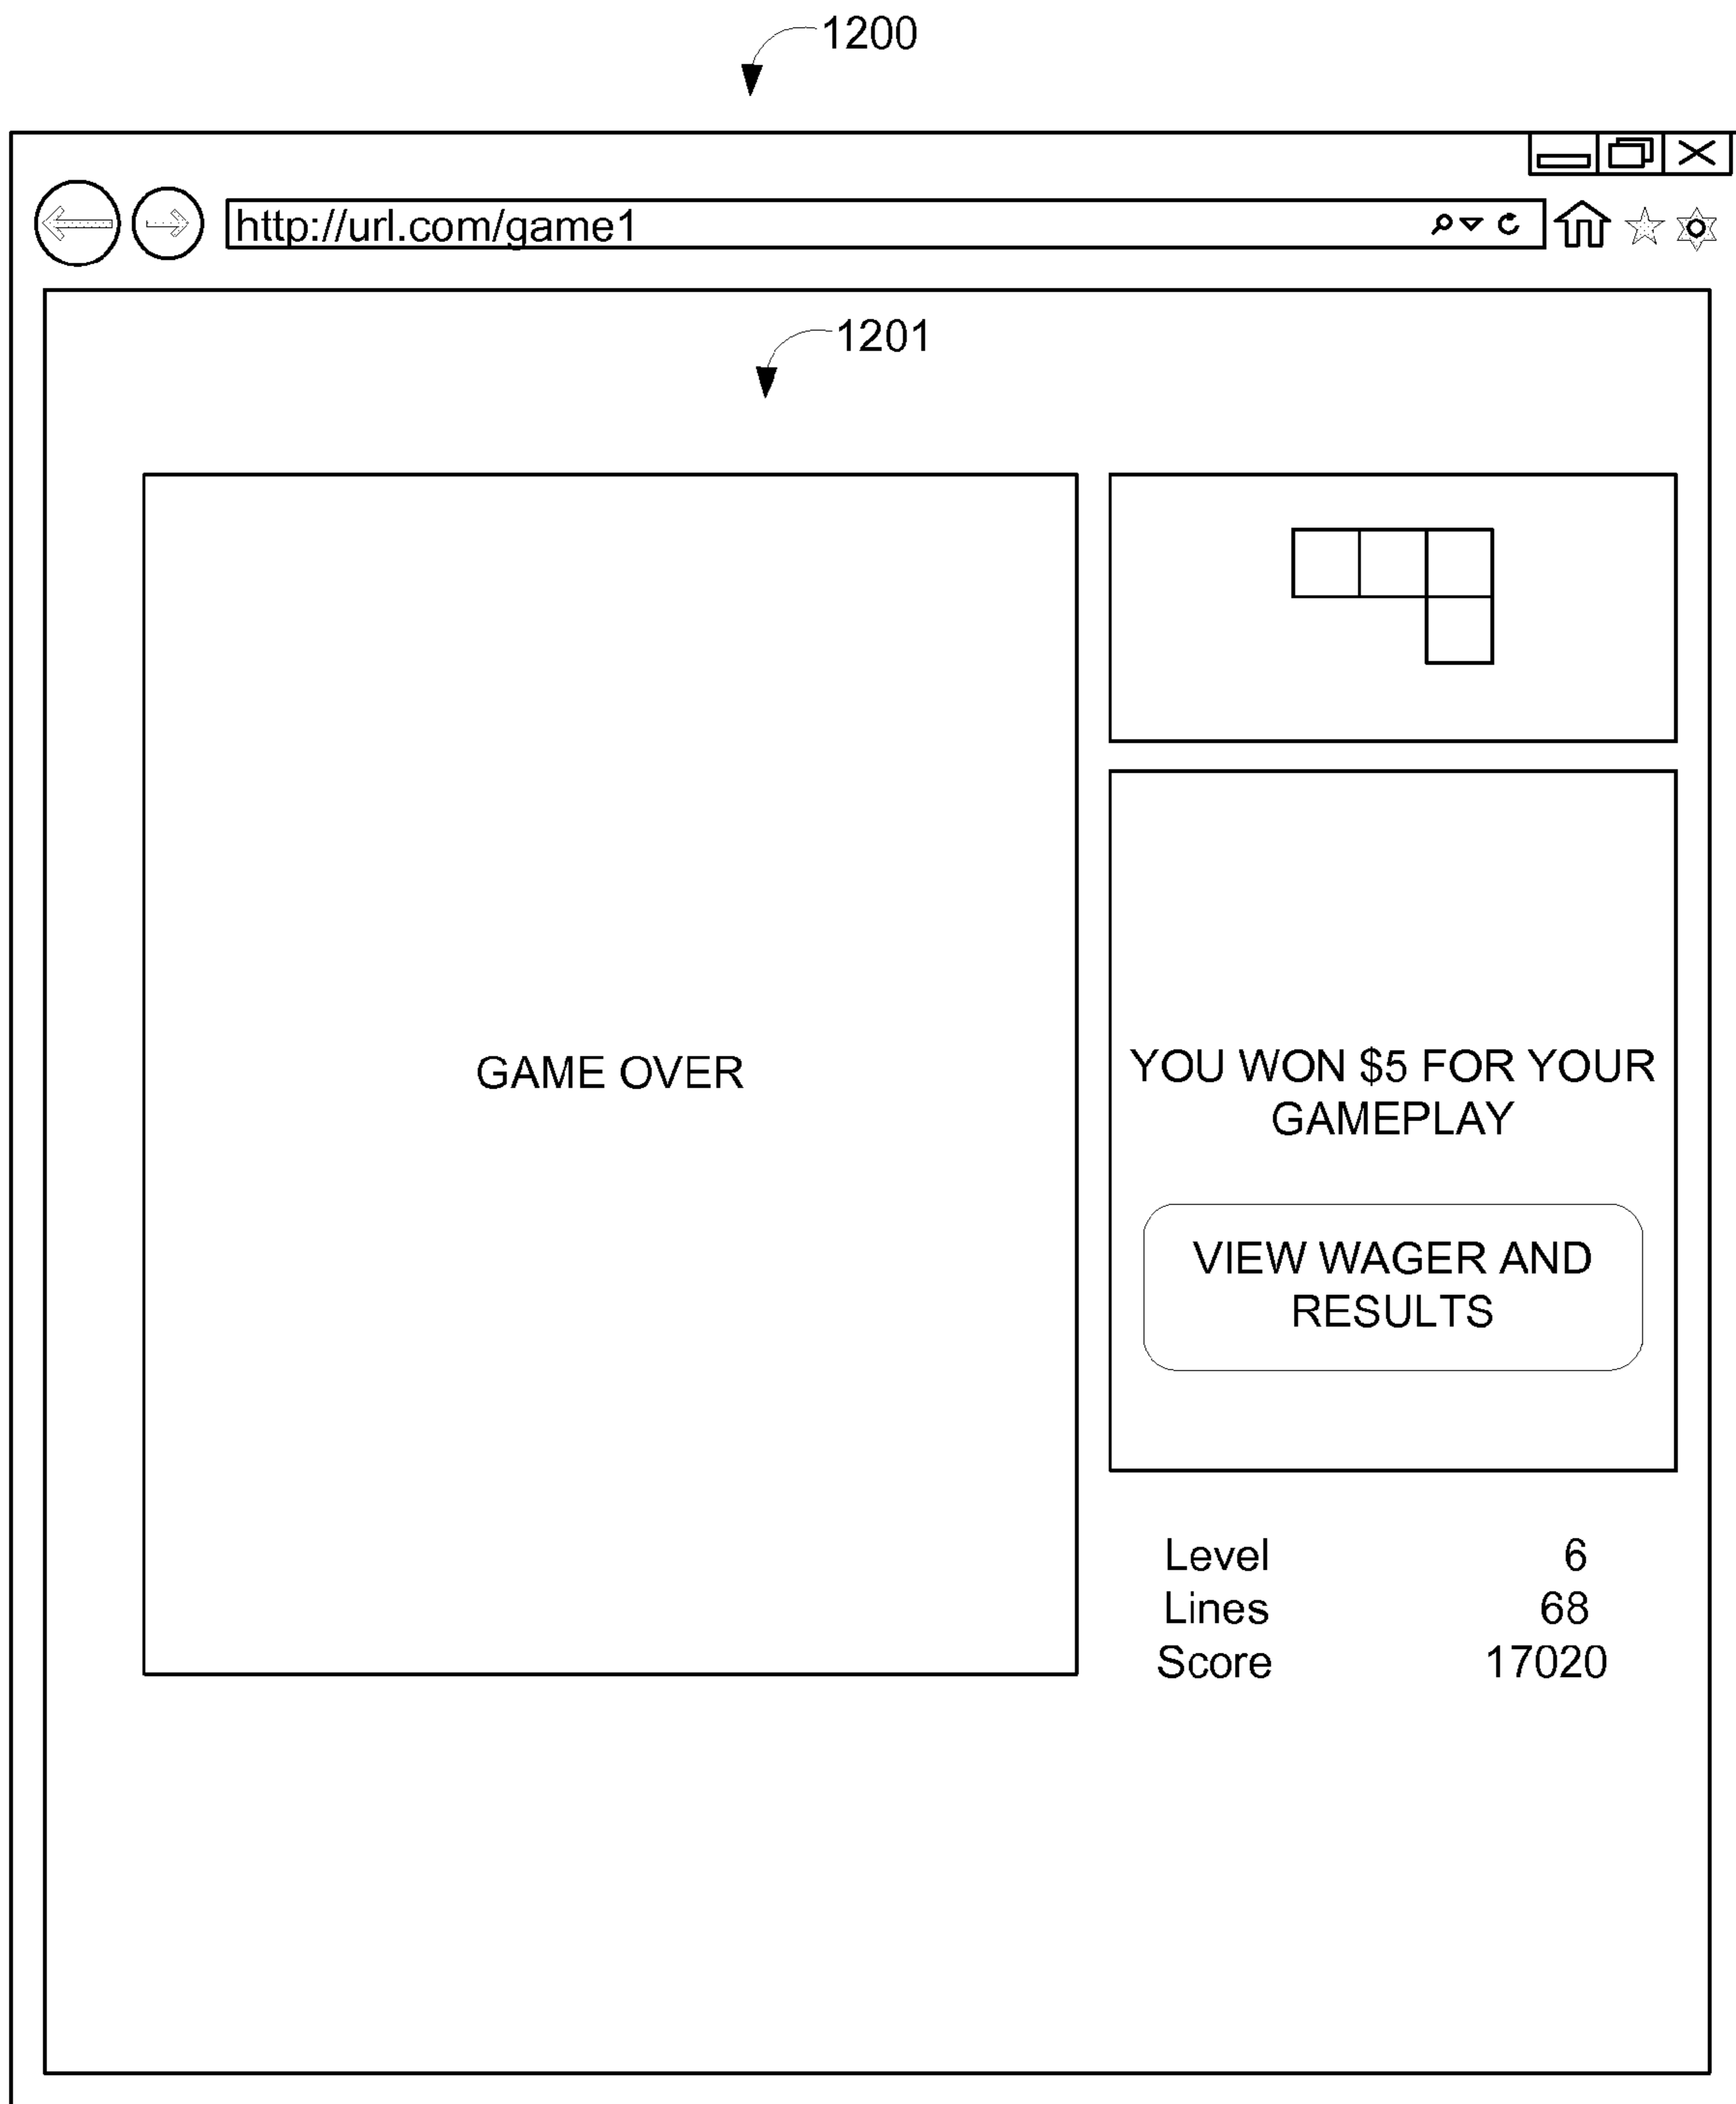 1200
http://url.com/game1
1201
GAME OVER
YOU WON $5 FOR YOUR
GAMEPLAY
VIEW WAGER AND
RESULTS
Level 6
Lines 68
Score 17020